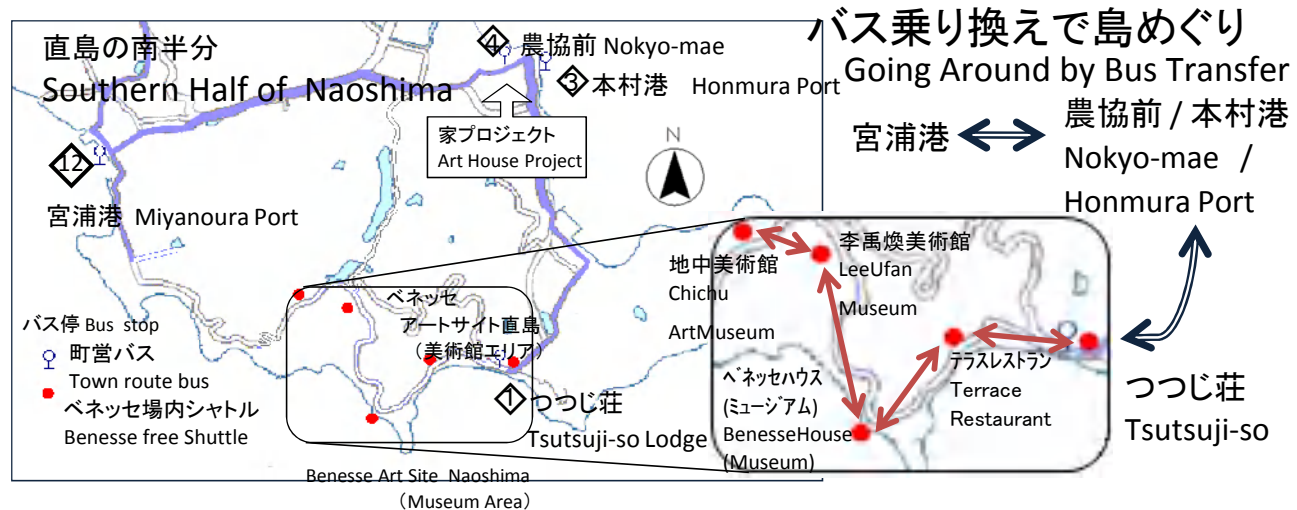 直島の南半分
Southern Half of Naoshima
④ 農協前 Nokyo-mae
③ 本村港 Honmura Port
家プロジェクト
Art House Project
N
12
宮浦港 Miyanoura Port
バス停 Bus stop
町営バス
Town route bus
ベネッセ場内シャトル
Benesse free Shuttle
ベネッセ
アートサイト直島
（美術館エリア）
① つつじ荘
Tsutsuji-so Lodge
Benesse Art Site Naoshima
（Museum Area）
バス乗り換えで島めぐり
Going Around by Bus Transfer
宮浦港
農協前 / 本村港
Nokyo-mae /
Honmura Port
地中美術館
Chichu
ArtMuseum
李禹煥美術館
LeeUfan
Museum
ベネッセハウス
(ミュージアム)
BenesseHouse
(Museum)
テラスレストラン
Terrace
Restaurant
つつじ荘
Tsutsuji-so